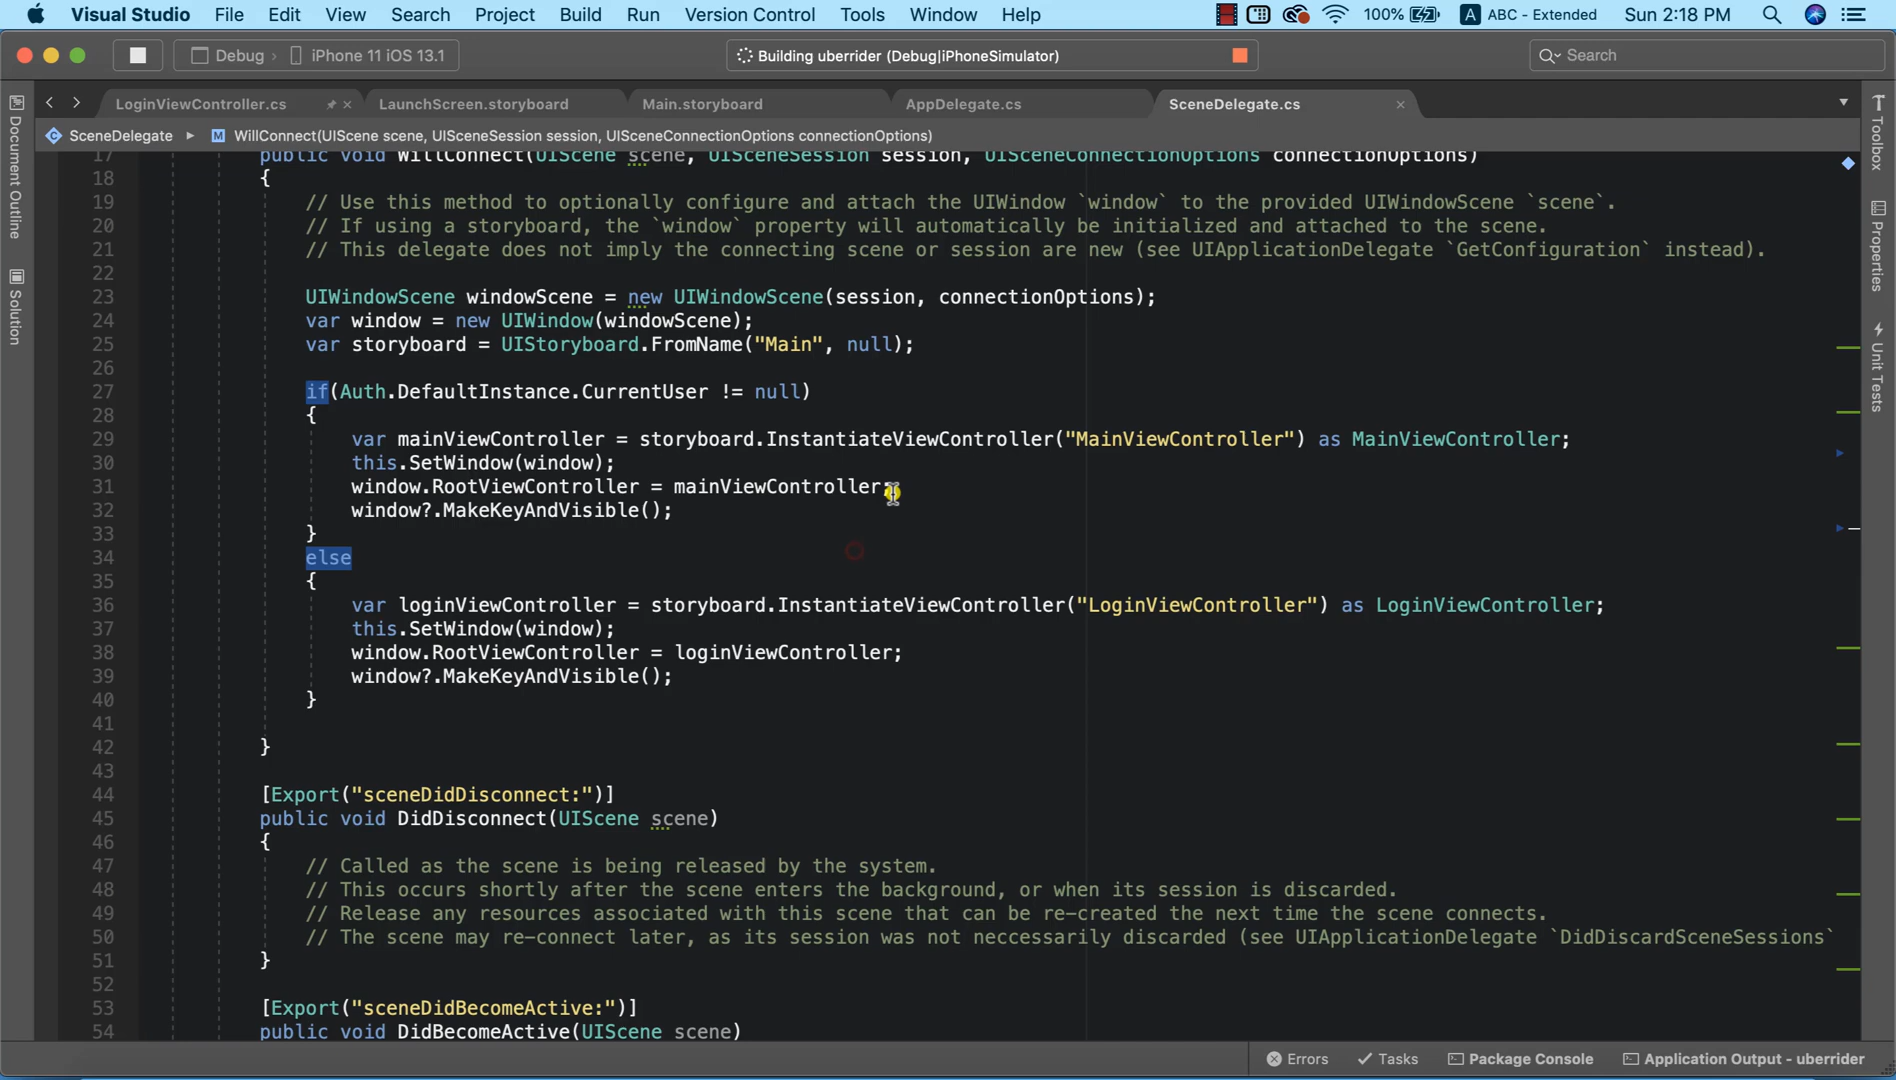 Visual Studio File Edit View Search Project Build Run Version Control Tools Window Help 100% A ABC - Extended Sun 2:18 PM
Debug › iPhone 11 iOS 13.1 Building uberrider (Debug|iPhoneSimulator) Search
LoginViewController.cs LaunchScreen.storyboard Main.storyboard AppDelegate.cs SceneDelegate.cs
C SceneDelegate M WillConnect(UIScene scene, UISceneSession session, UISceneConnectionOptions connectionOptions)
17 public void WillConnect(UIScene scene, UISceneSession session, UISceneConnectionOptions connectionOptions)
18 {
19 // Use this method to optionally configure and attach the UIWindow `window` to the provided UIWindowScene `scene`.
20 // If using a storyboard, the `window` property will automatically be initialized and attached to the scene.
21 // This delegate does not imply the connecting scene or session are new (see UIApplicationDelegate `GetConfiguration` instead).
22
23 UIWindowScene windowScene = new UIWindowScene(session, connectionOptions);
24 var window = new UIWindow(windowScene);
25 var storyboard = UIStoryboard.FromName("Main", null);
26
27 if(Auth.DefaultInstance.CurrentUser != null)
28 {
29 var mainViewController = storyboard.InstantiateViewController("MainViewController") as MainViewController;
30 this.SetWindow(window);
31 window.RootViewController = mainViewController;
32 window?.MakeKeyAndVisible();
33 }
34 else
35 {
36 var loginViewController = storyboard.InstantiateViewController("LoginViewController") as LoginViewController;
37 this.SetWindow(window);
38 window.RootViewController = loginViewController;
39 window?.MakeKeyAndVisible();
40 }
41
42 }
43
44 [Export("sceneDidDisconnect:")]
45 public void DidDisconnect(UIScene scene)
46 {
47 // Called as the scene is being released by the system.
48 // This occurs shortly after the scene enters the background, or when its session is discarded.
49 // Release any resources associated with this scene that can be re-created the next time the scene connects.
50 // The scene may re-connect later, as its session was not neccessarily discarded (see UIApplicationDelegate `DidDiscardSceneSessions`
51 }
52
53 [Export("sceneDidBecomeActive:")]
54 public void DidBecomeActive(UIScene scene)
Document Outline
Solution
Toolbox
Properties
Unit Tests
Errors Tasks Package Console Application Output - uberrider